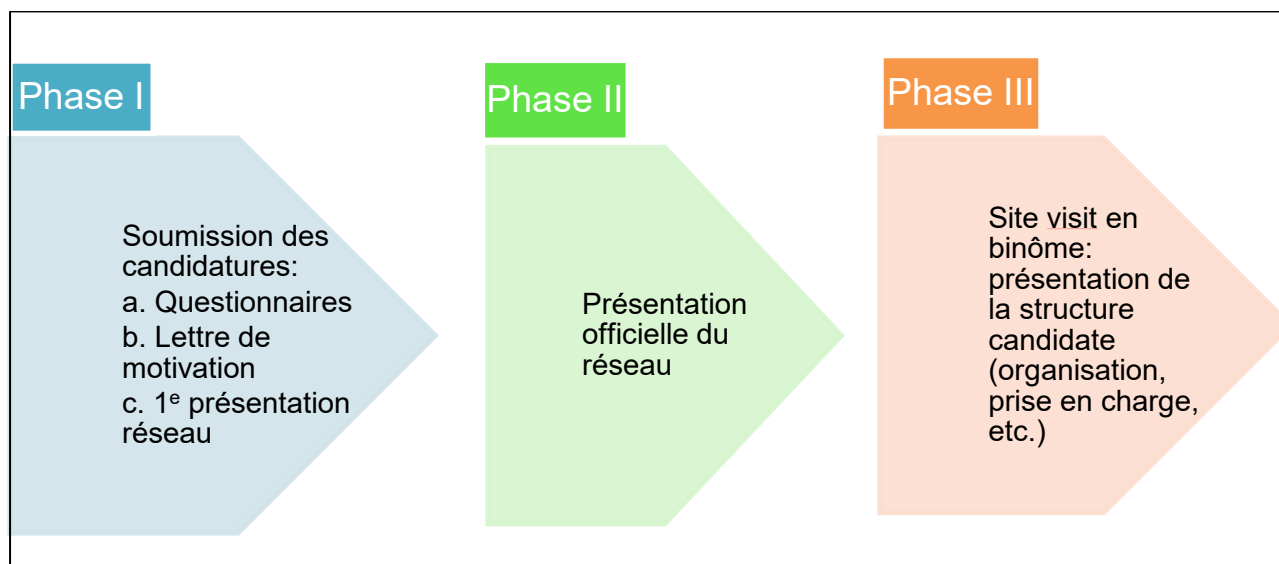 Phase I
Soumission des
candidatures:
a. Questionnaires
b. Lettre de
motivation
c. 1ᵉ présentation
réseau
Phase II
Présentation
officielle du
réseau
Phase III
Site visit en
binôme:
présentation de
la structure
candidate
(organisation,
prise en charge,
etc.)